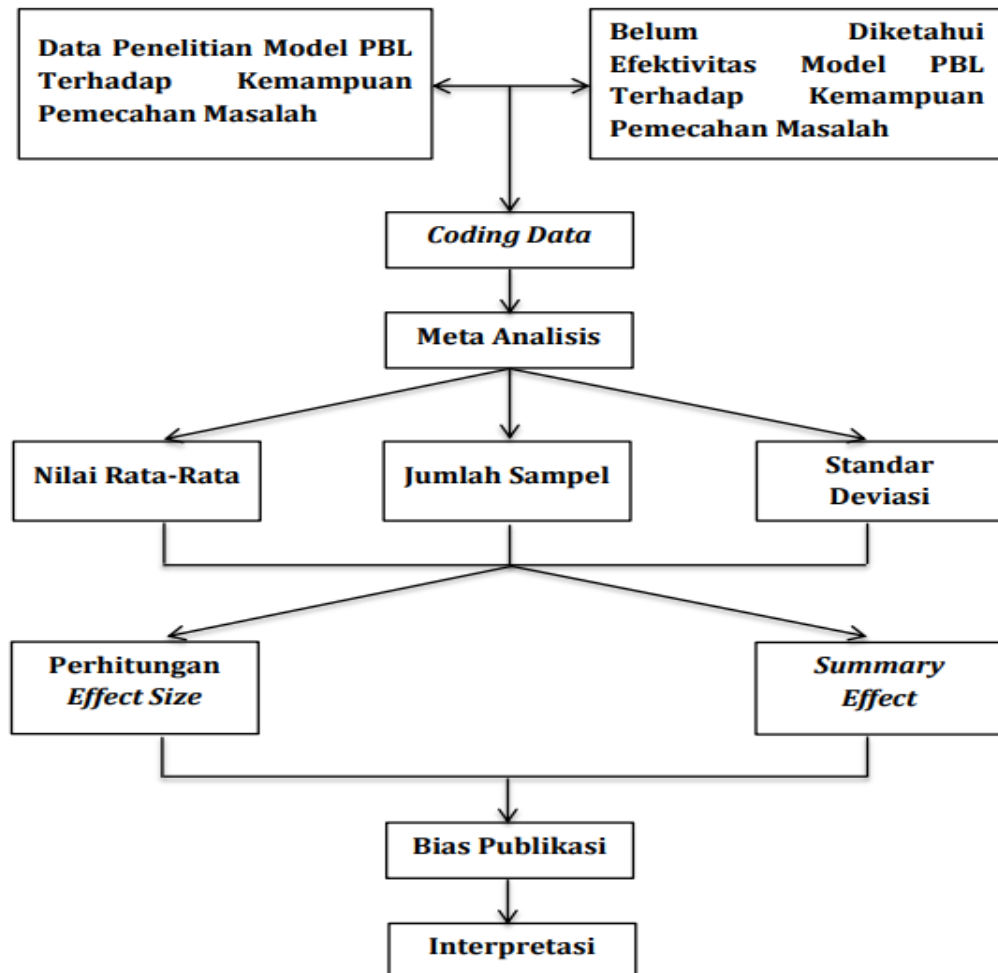 Data Penelitian Model PBL
Terhadap Kemampuan
Pemecahan Masalah
Belum Diketahui
Efektivitas Model PBL
Terhadap Kemampuan
Pemecahan Masalah
Coding Data
Meta Analisis
Nilai Rata-Rata
Jumlah Sampel
Standar
Deviasi
Perhitungan
Effect Size
Summary
Effect
Bias Publikasi
Interpretasi